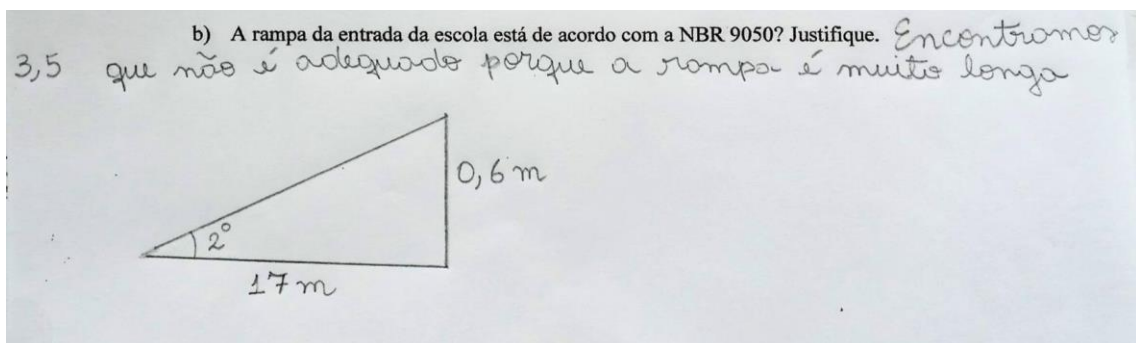 b) A rampa da entrada da escola está de acordo com a NBR 9050? Justifique. Encontramos
3,5 que não é adequado porque a rampa é muito longa
0,6 m
2°
17 m